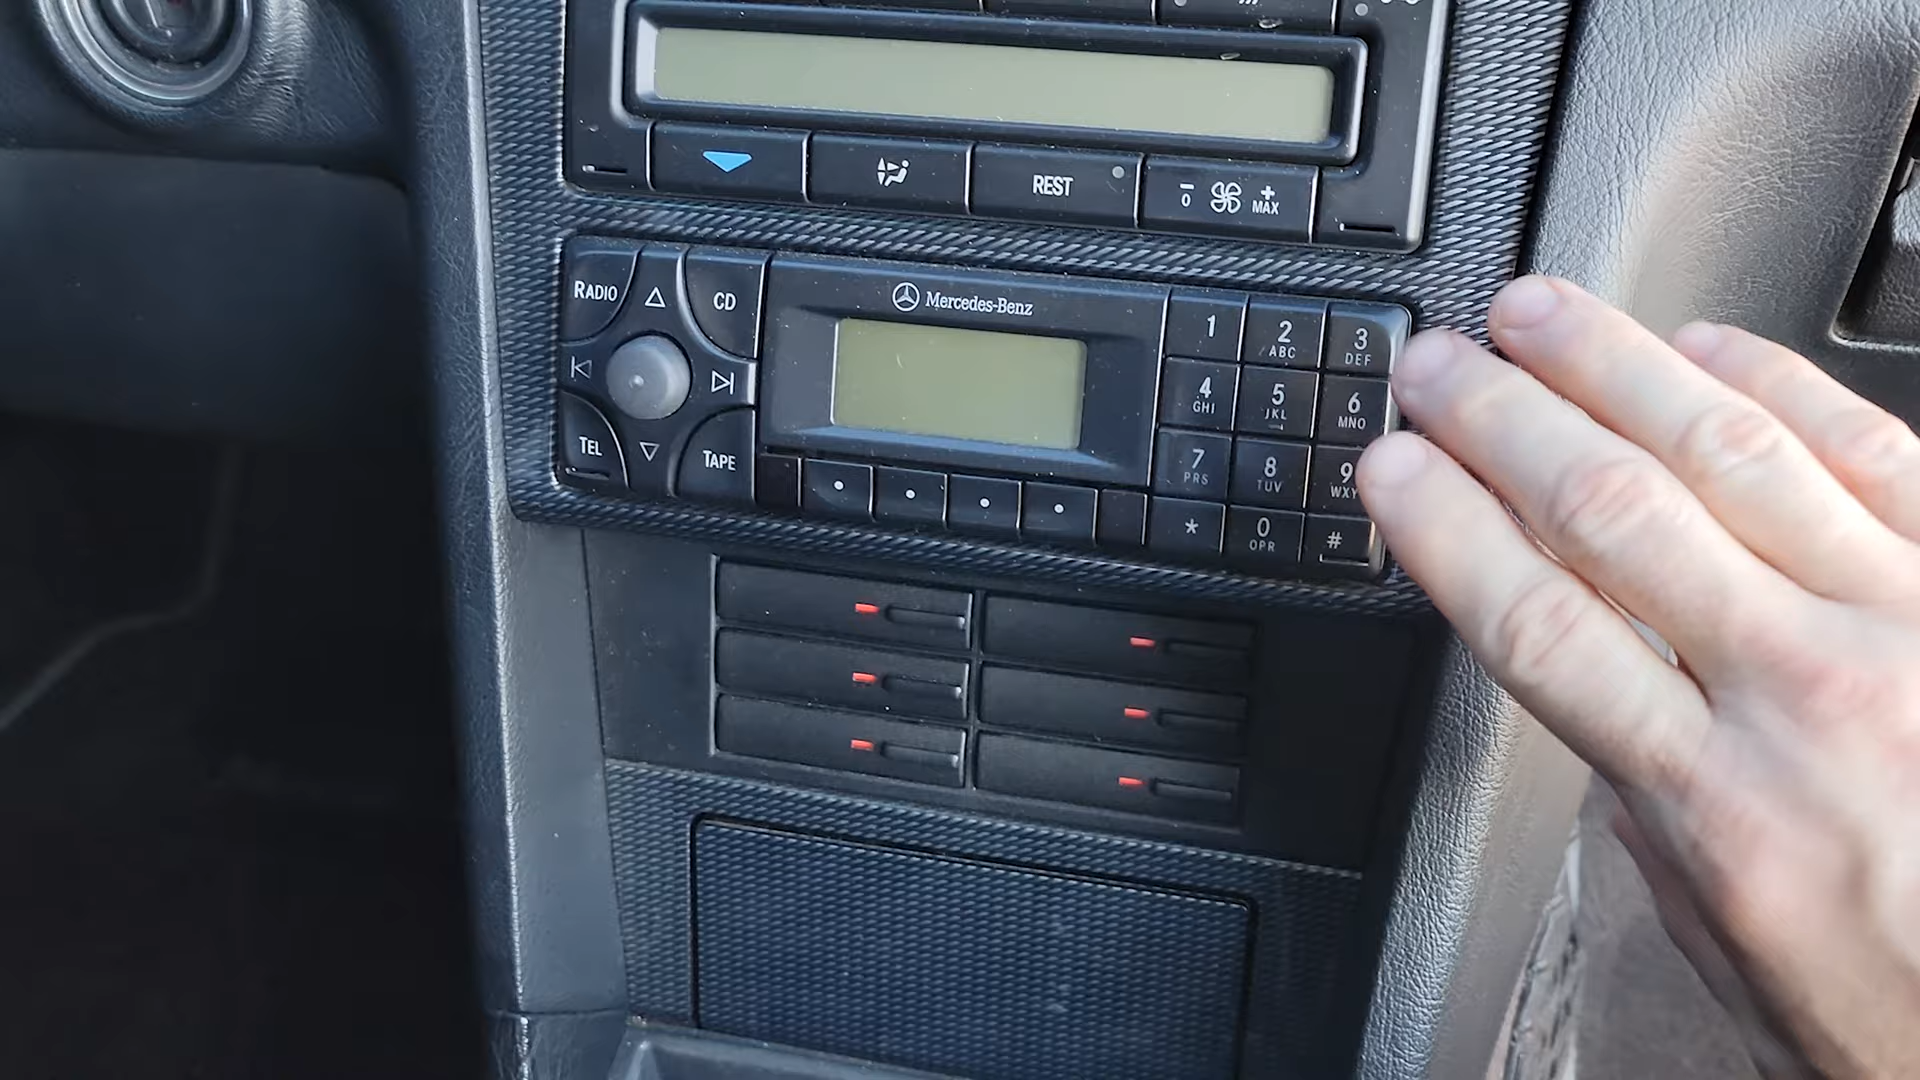 REST
- 0 + MAX
RADIO
CD
Mercedes-Benz
1
2 ABC
3 DEF
4 GHI
5 JKL
6 MNO
TEL
TAPE
7 PRS
8 TUV
9 WXY
*
0 OPR
#